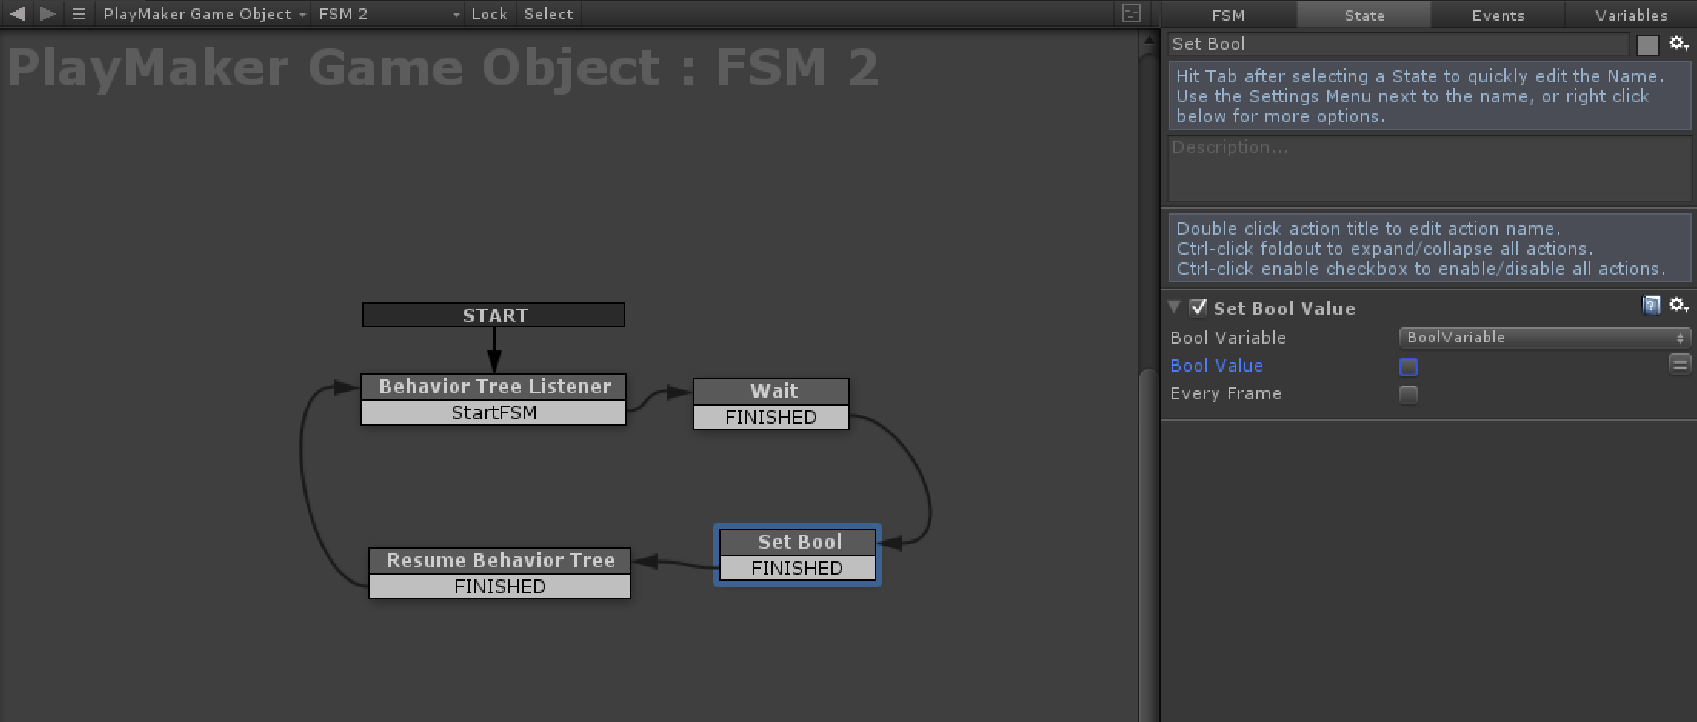 PlayMaker Game Object FSM 2 Lock Select
PlayMaker Game Object : FSM 2
START
Behavior Tree Listener
StartFSM
Wait
FINISHED
Set Bool
FINISHED
Resume Behavior Tree
FINISHED
FSM State Events Variables
Set Bool
Hit Tab after selecting a State to quickly edit the Name.
Use the Settings Menu next to the name, or right click
below for more options.
Description...
Double click action title to edit action name.
Ctrl-click foldout to expand/collapse all actions.
Ctrl-click enable checkbox to enable/disable all actions.
Set Bool Value
Bool Variable BoolVariable
Bool Value
Every Frame